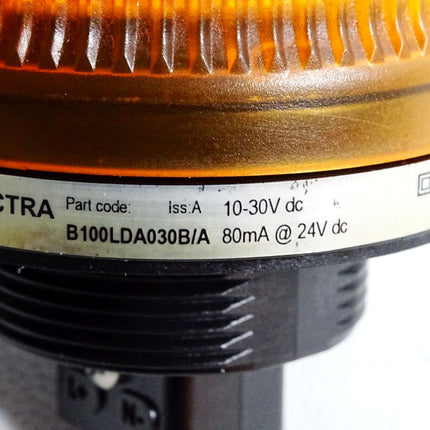 CTRA Part code: iss:A 10-30V dc
B100LDA030B/A 80mA @ 24V dc
L+ N-